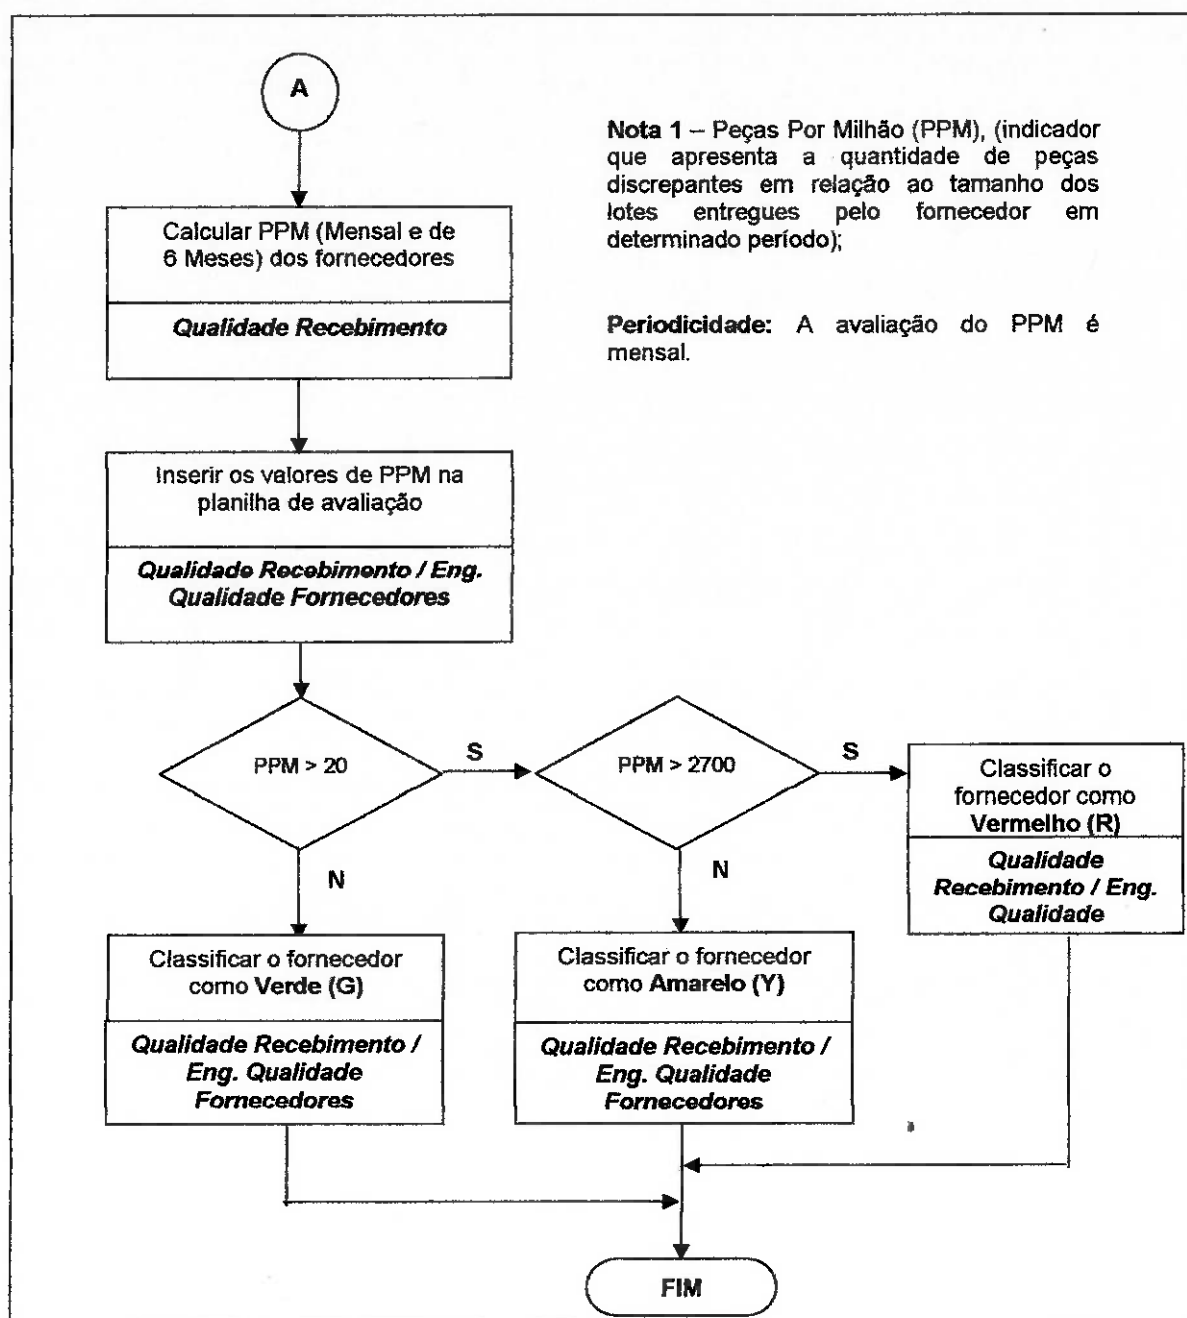 A
Nota 1 – Peças Por Milhão (PPM), (indicador
que apresenta a quantidade de peças
discrepantes em relação ao tamanho dos
lotes entregues pelo fornecedor em
determinado período);
Periodicidade: A avaliação do PPM é
mensal.
Calcular PPM (Mensal e de
6 Meses) dos fornecedores
Qualidade Recebimento
Inserir os valores de PPM na
planilha de avaliação
Qualidade Recebimento / Eng.
Qualidade Fornecedores
PPM > 20
S
PPM > 2700
S
Classificar o
fornecedor como
Vermelho (R)
Qualidade
Recebimento / Eng.
Qualidade
N
N
Classificar o fornecedor
como Verde (G)
Qualidade Recebimento /
Eng. Qualidade
Fornecedores
Classificar o fornecedor
como Amarelo (Y)
Qualidade Recebimento /
Eng. Qualidade
Fornecedores
FIM